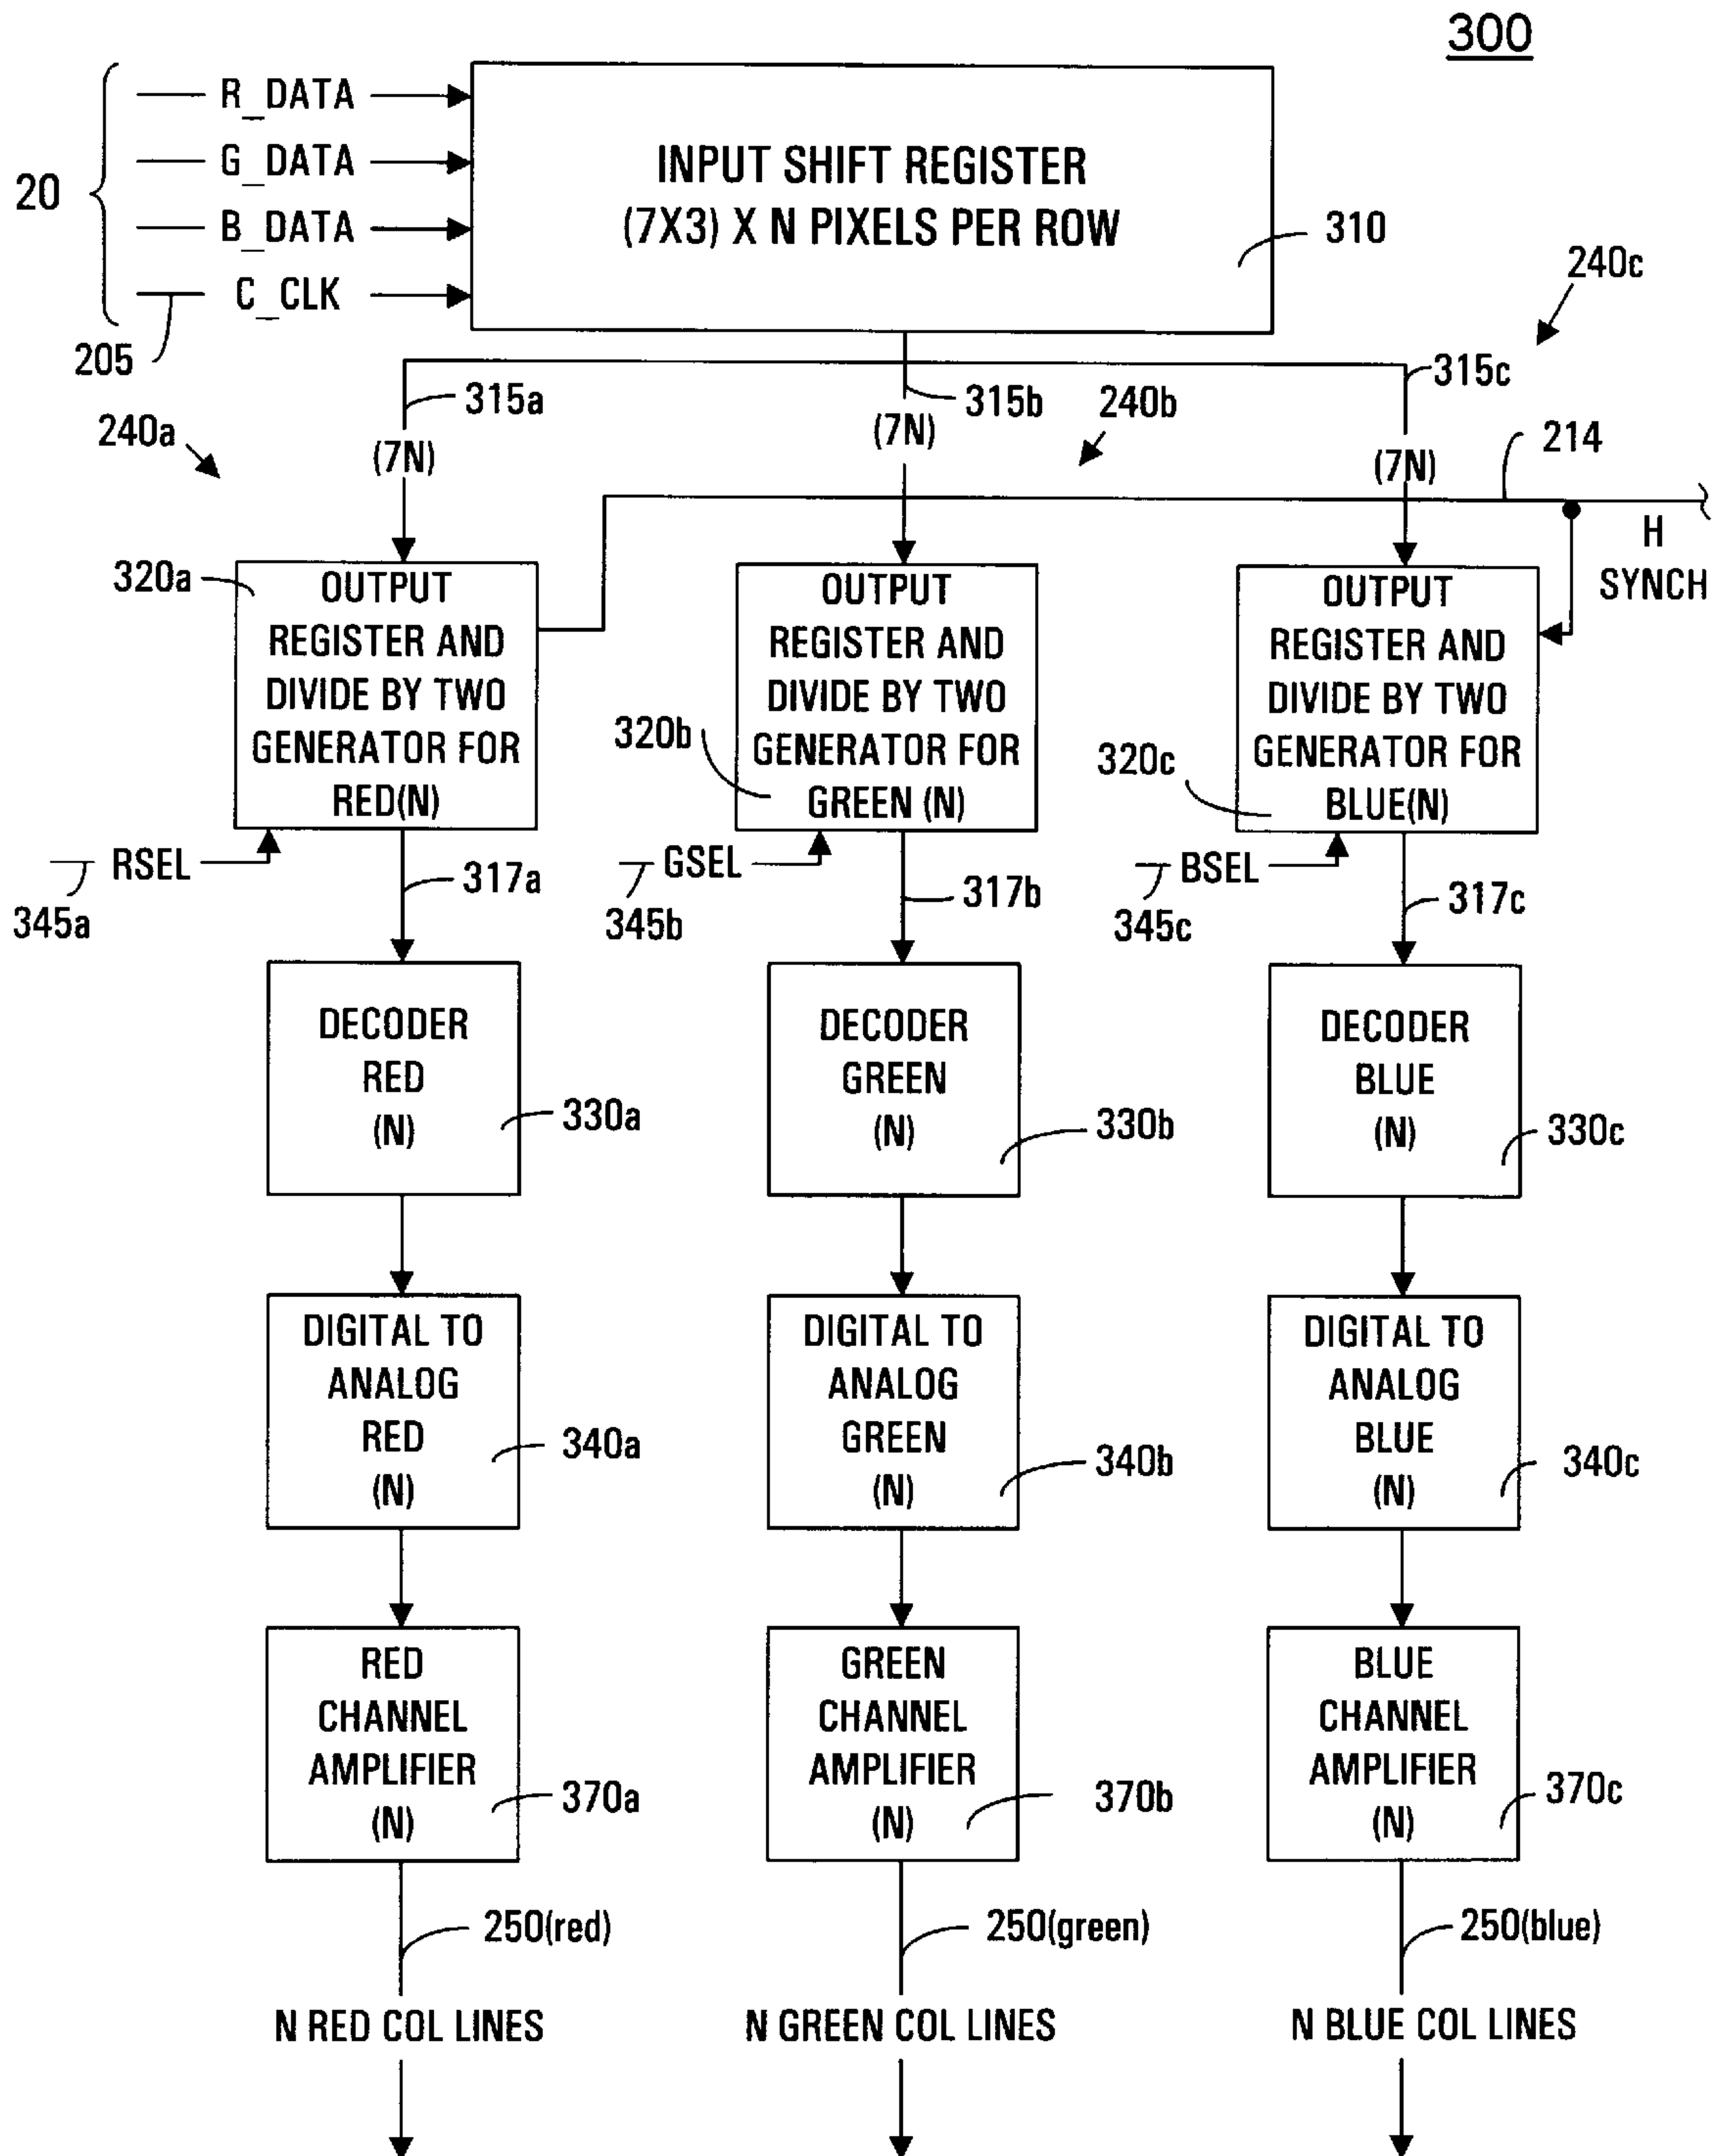 300
R_DATA
G_DATA
B_DATA
C_CLK
20
205
INPUT SHIFT REGISTER
(7X3) X N PIXELS PER ROW
310
240c
315a
315b
315c
240a
240b
(7N)
(7N)
(7N)
214
H
SYNCH
320a
OUTPUT
REGISTER AND
DIVIDE BY TWO
GENERATOR FOR
RED(N)
320b
OUTPUT
REGISTER AND
DIVIDE BY TWO
GENERATOR FOR
GREEN (N)
320c
OUTPUT
REGISTER AND
DIVIDE BY TWO
GENERATOR FOR
BLUE(N)
RSEL
345a
317a
GSEL
345b
317b
BSEL
345c
317c
DECODER
RED
(N)
330a
DECODER
GREEN
(N)
330b
DECODER
BLUE
(N)
330c
DIGITAL TO
ANALOG
RED
(N)
340a
DIGITAL TO
ANALOG
GREEN
(N)
340b
DIGITAL TO
ANALOG
BLUE
(N)
340c
RED
CHANNEL
AMPLIFIER
(N)
370a
GREEN
CHANNEL
AMPLIFIER
(N)
370b
BLUE
CHANNEL
AMPLIFIER
(N)
370c
250(red)
250(green)
250(blue)
N RED COL LINES
N GREEN COL LINES
N BLUE COL LINES